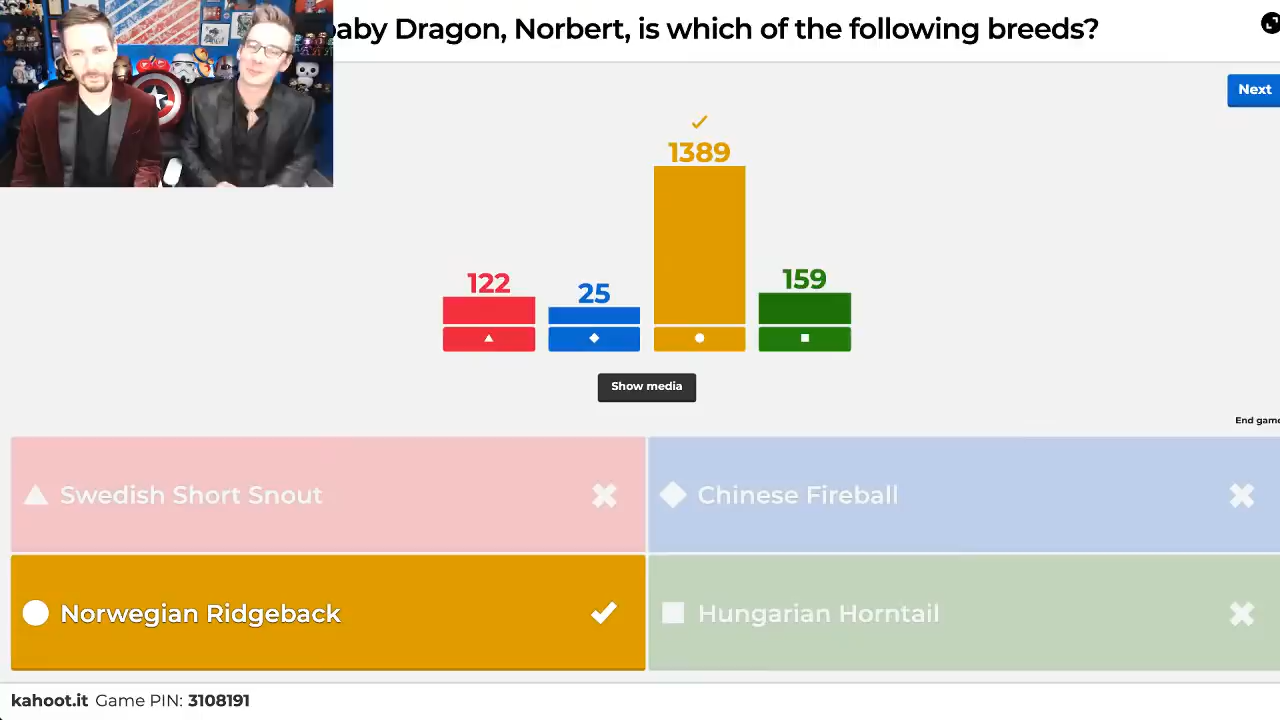 aby Dragon, Norbert, is which of the following breeds?
Next
1389
122
25
159
Show media
End game
Swedish Short Snout
Chinese Fireball
Norwegian Ridgeback
Hungarian Horntail
kahoot.it Game PIN: 3108191